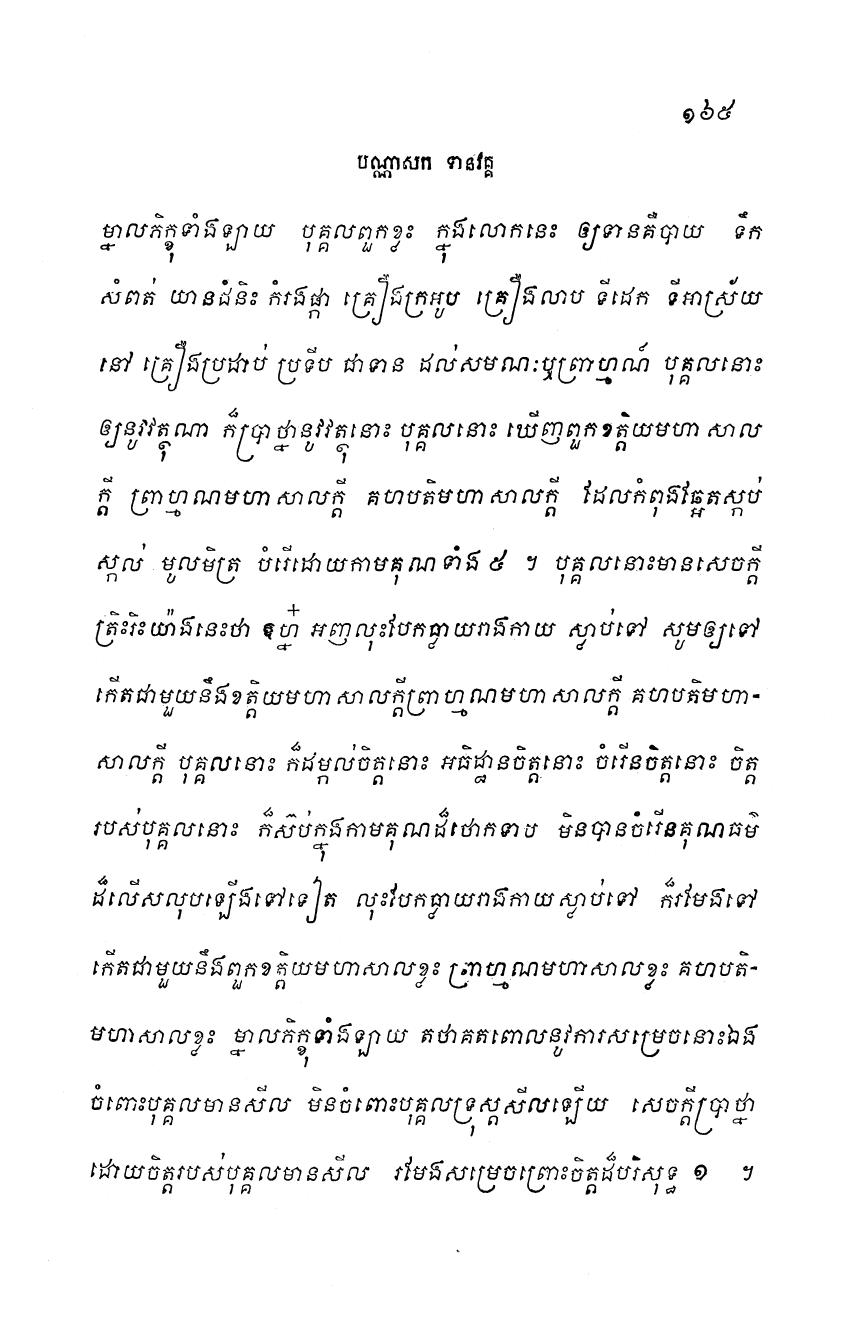 ១៦៥
បណ្ណាសក ទានវគ្គ
ម្នាលភិក្ខុទាំងឡាយ បុគ្គលពួកខ្លះ ក្នុងលោកនេះ ឲ្យទានគឺបាយ ទឹក
សំពត់ យានជំនិះ កំរងផ្កា គ្រឿងក្រអូប គ្រឿងលាប ទីដេក ទីអាស្រ័យ
នៅ គ្រឿងប្រដាប់ ប្រទីប ជាទាន ដល់សមណៈឬព្រាហ្មណ៍ បុគ្គលនោះ
ឲ្យនូវវត្ថុណា ក៏ប្រាថ្នានូវវត្ថុនោះ បុគ្គលនោះ ឃើញពួកខត្តិយមហាសាល
ក្តី ព្រាហ្មណមហាសាលក្តី គហបតិមហាសាលក្តី ដែលកំពុងឆ្អែតស្កប់
ស្កល់ មូលមិត្រ បំរើដោយកាមគុណទាំង ៥ ។ បុគ្គលនោះមានសេចក្តី
ត្រិះរិះយ៉ាងនេះថា ឱហ្ន៎ អញលុះបែកធ្លាយរាងកាយ ស្លាប់ទៅ សូមឲ្យទៅ
កើតជាមួយនឹងខត្តិយមហាសាលក្តីព្រាហ្មណមហាសាលក្តី គហបតិមហា-
សាលក្តី បុគ្គលនោះ ក៏ដម្កល់ចិត្តនោះ អធិដ្ឋានចិត្តនោះ ចំរើនចិត្តនោះ ចិត្ត
របស់បុគ្គលនោះ ក៏ស៊ប់ក្នុងកាមគុណដ៏ថោកទាប មិនបានចំរើនគុណធម៌
ដ៏លើសលុបឡើងទៅទៀត លុះបែកធ្លាយរាងកាយស្លាប់ទៅ ក៏រមែងទៅ
កើតជាមួយនឹងពួកខត្តិយមហាសាលខ្លះ ព្រាហ្មណមហាសាលខ្លះ គហបតិ-
មហាសាលខ្លះ ម្នាលភិក្ខុទាំងឡាយ តថាគតពោលនូវការសម្រេចនោះឯង
ចំពោះបុគ្គលមានសីល មិនចំពោះបុគ្គលទ្រុស្តសីលឡើយ សេចក្តីប្រាថ្នា
ដោយចិត្តរបស់បុគ្គលមានសីល រមែងសម្រេចព្រោះចិត្តដ៏បរិសុទ្ធ ១ ។